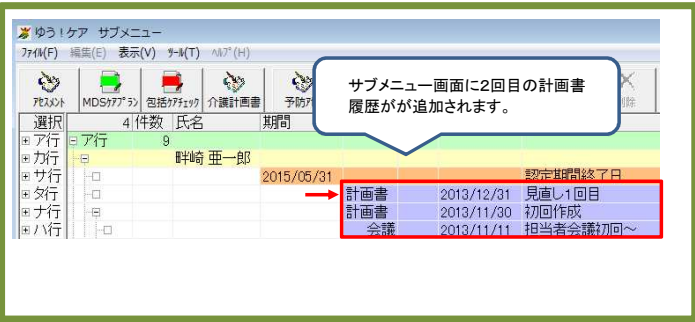 ゆう!ケア サブメニュー
ファイル(F) 編集(E) 表示(V) ツール(T) ヘルプ(H)
サブメニュー画面に2回目の計画書
履歴がが追加されます。
アセスメント MDSケアプラン 包括ケアチェック 介護計画書
選択 4 件数 氏名 期間
ア行 ア行 9
カ行 畔崎 亜一郎
サ行 2015/05/31 認定期間終了日
タ行 計画書 2013/12/31 見直し1回目
ナ行 計画書 2013/11/30 初回作成
ハ行 会議 2013/11/11 担当者会議初回~